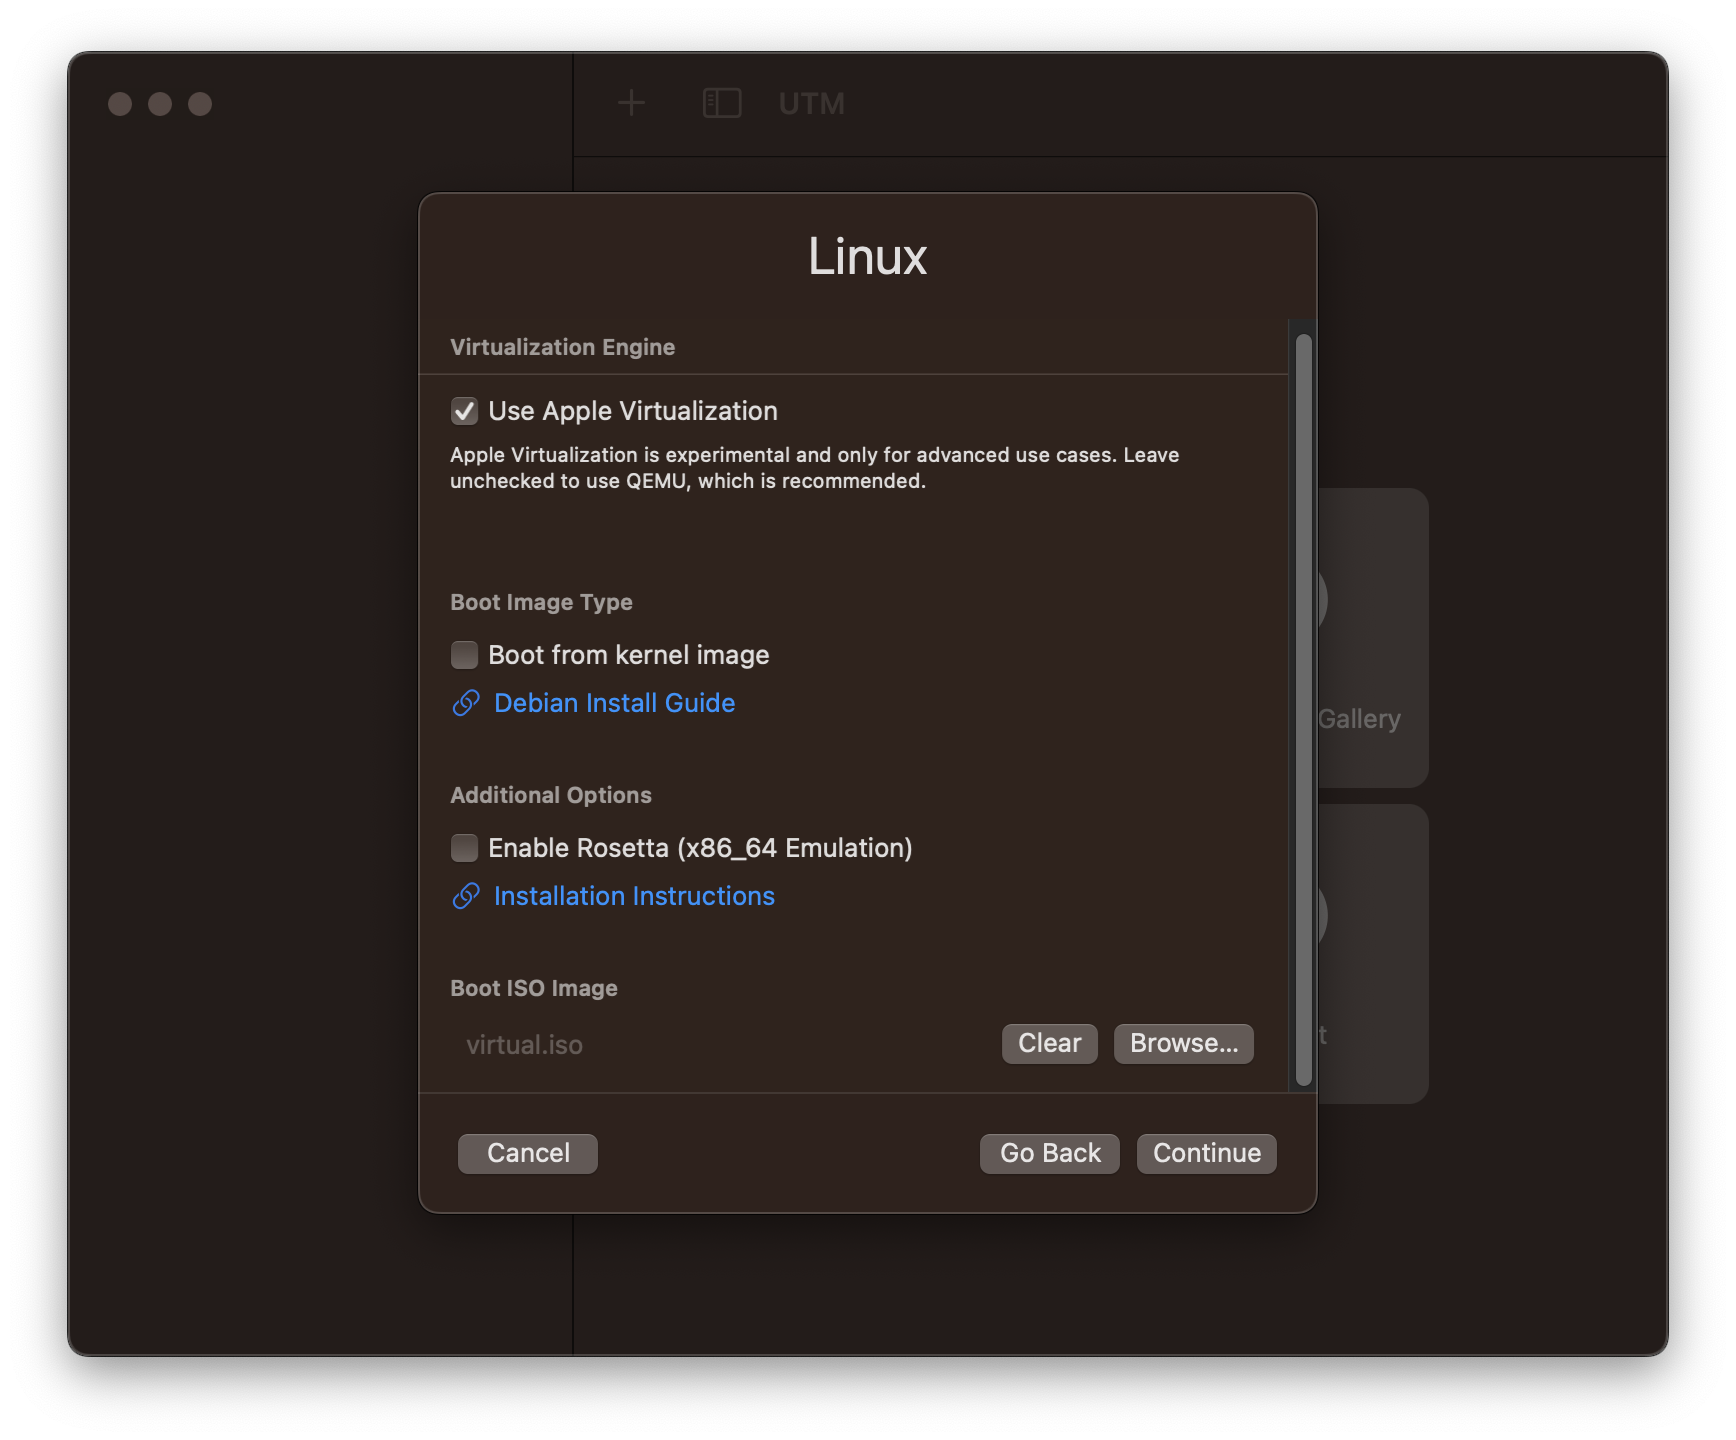 UTM
Linux
Virtualization Engine
Use Apple Virtualization
Apple Virtualization is experimental and only for advanced use cases. Leave
unchecked to use QEMU, which is recommended.
Boot Image Type
Boot from kernel image
Debian Install Guide
Gallery
Additional Options
Enable Rosetta (x86_64 Emulation)
Installation Instructions
Boot ISO Image
virtual.iso
Clear
Browse...
t
Cancel
Go Back
Continue